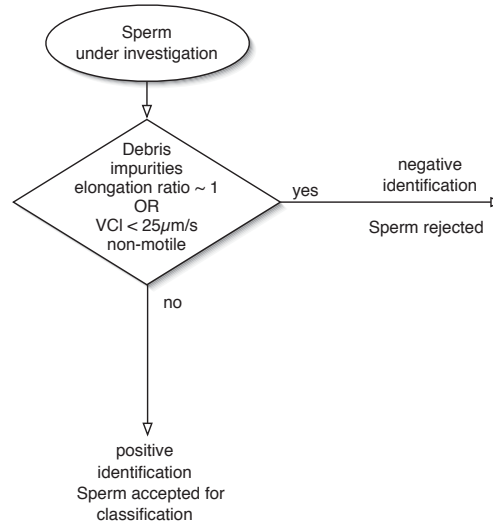 Sperm
under investigation
Debris
impurities
elongation ratio ~ 1
OR
VCl < 25μm/s
non-motile
yes
negative
identification
Sperm rejected
no
positive
identification
Sperm accepted for
classification